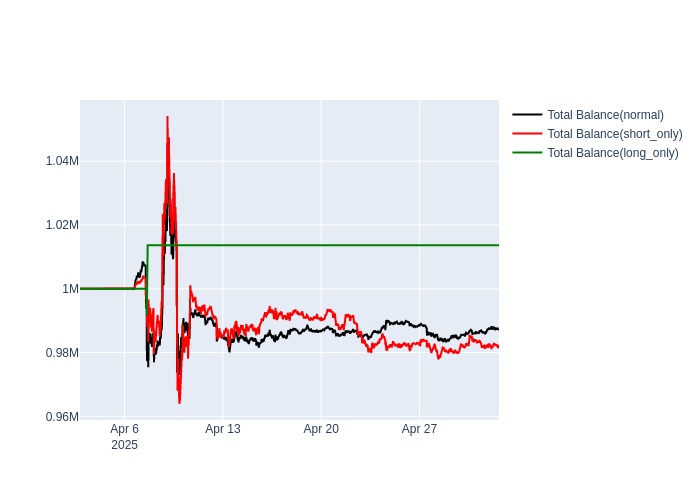 Total Balance(normal)
Total Balance(short_only)
Total Balance(long_only)
1.04M
1.02M
1M
0.98M
0.96M
Apr 6
2025
Apr 13
Apr 20
Apr 27